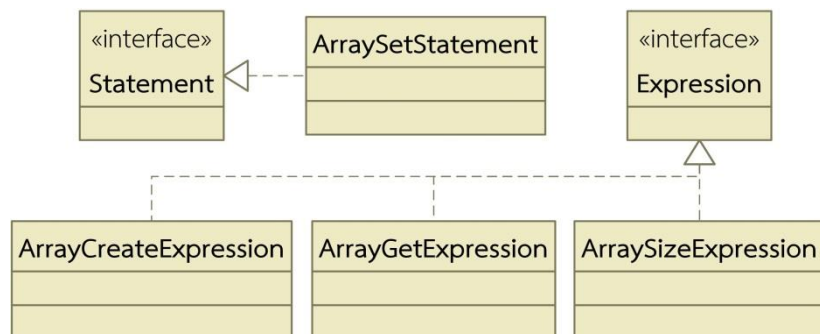 «interface»
Statement
ArraySetStatement
«interface»
Expression
ArrayCreateExpression
ArrayGetExpression
ArraySizeExpression